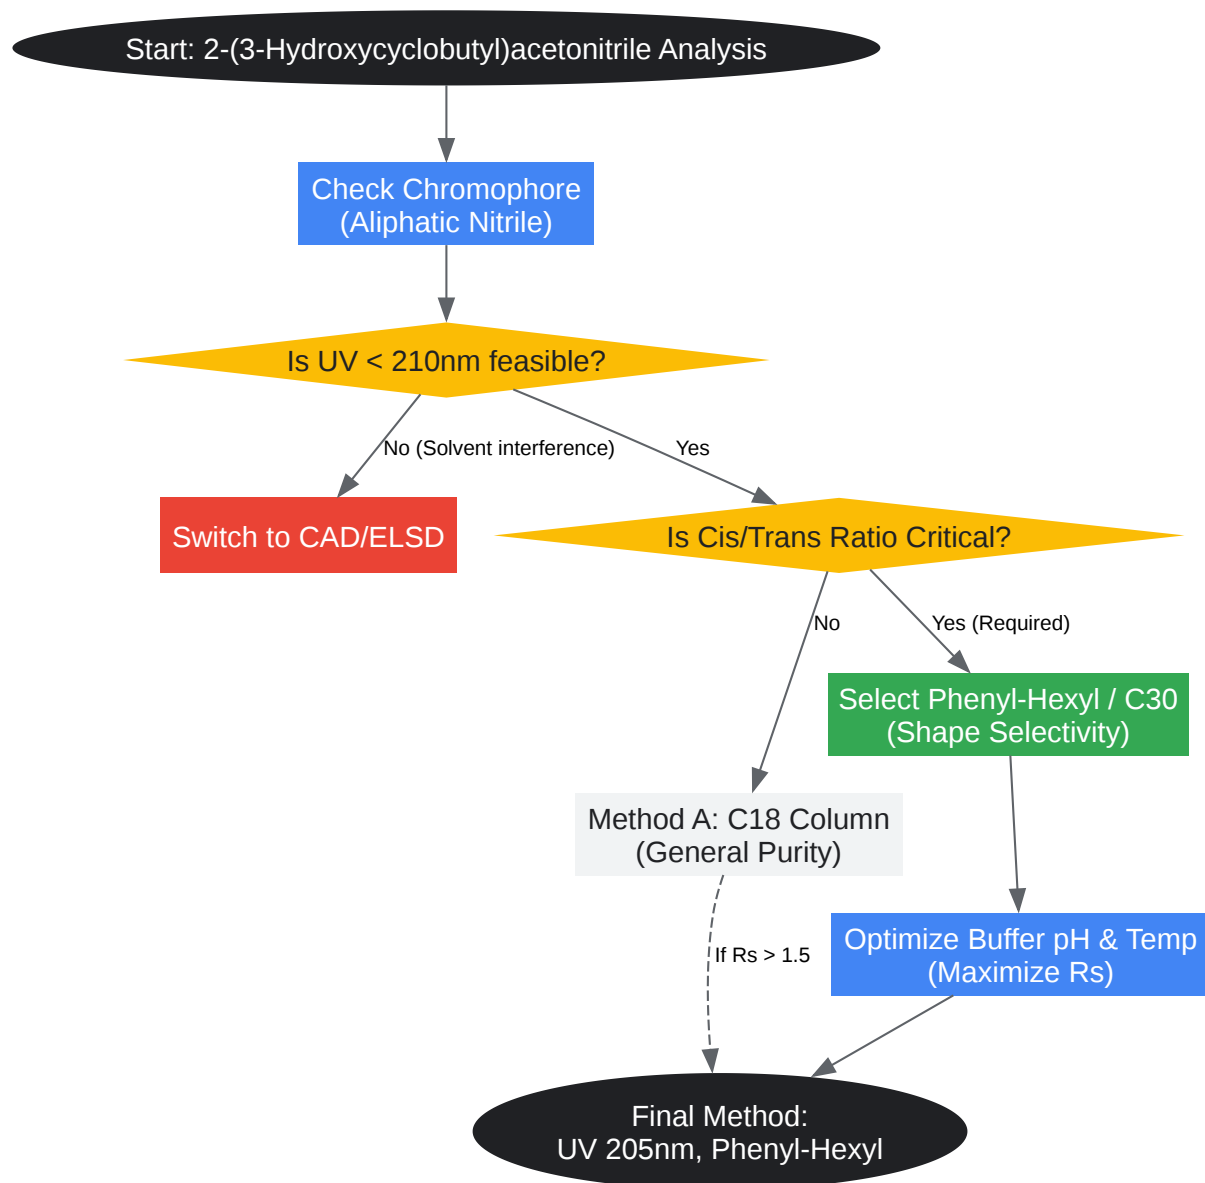 Start: 2-(3-Hydroxycyclobutyl)acetonitrile Analysis
Check Chromophore
(Aliphatic Nitrile)
Is UV < 210nm feasible?
No (Solvent interference)
Yes
Switch to CAD/ELSD
Is Cis/Trans Ratio Critical?
No
Yes (Required)
Select Phenyl-Hexyl / C30
(Shape Selectivity)
Method A: C18 Column
(General Purity)
Optimize Buffer pH & Temp
(Maximize Rs)
If Rs > 1.5
Final Method:
UV 205nm, Phenyl-Hexyl